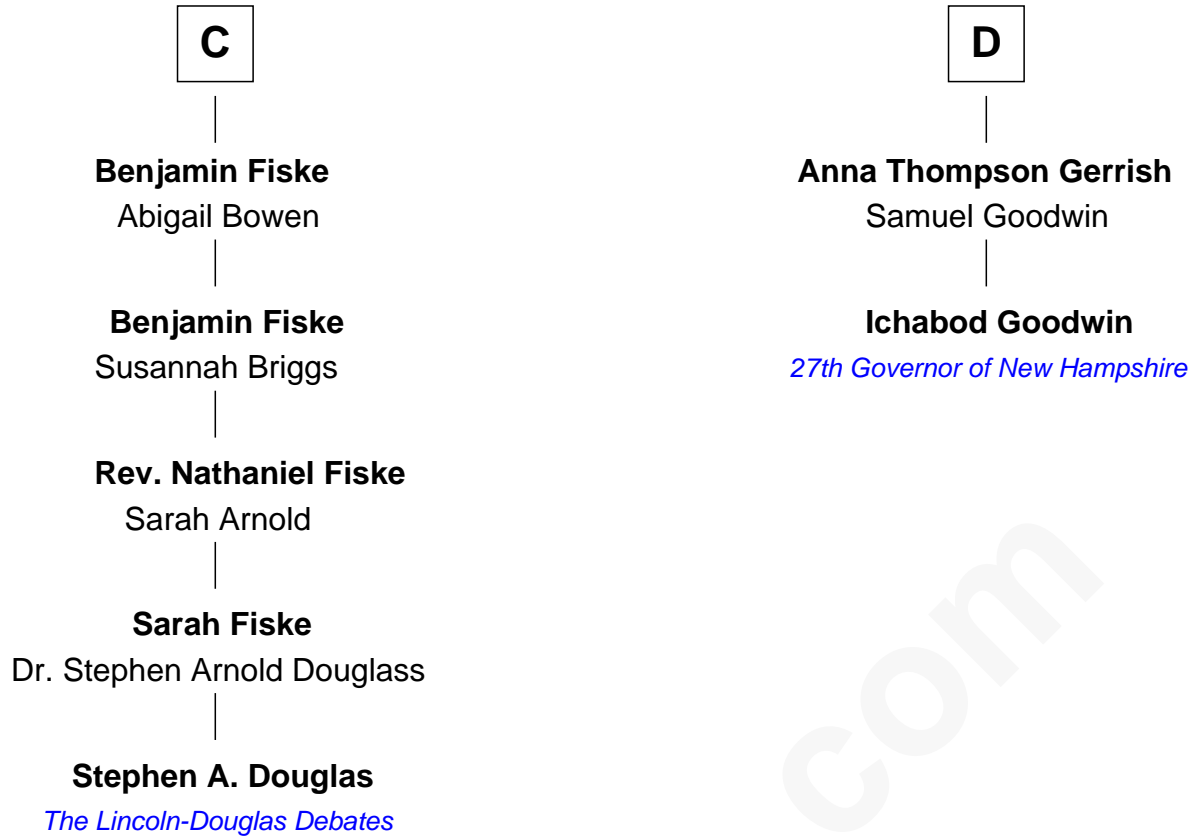 C
Benjamin Fiske
Abigail Bowen
Benjamin Fiske
Susannah Briggs
Rev. Nathaniel Fiske
Sarah Arnold
Sarah Fiske
Dr. Stephen Arnold Douglass
Stephen A. Douglas
The Lincoln-Douglas Debates
D
Anna Thompson Gerrish
Samuel Goodwin
Ichabod Goodwin
27th Governor of New Hampshire
com